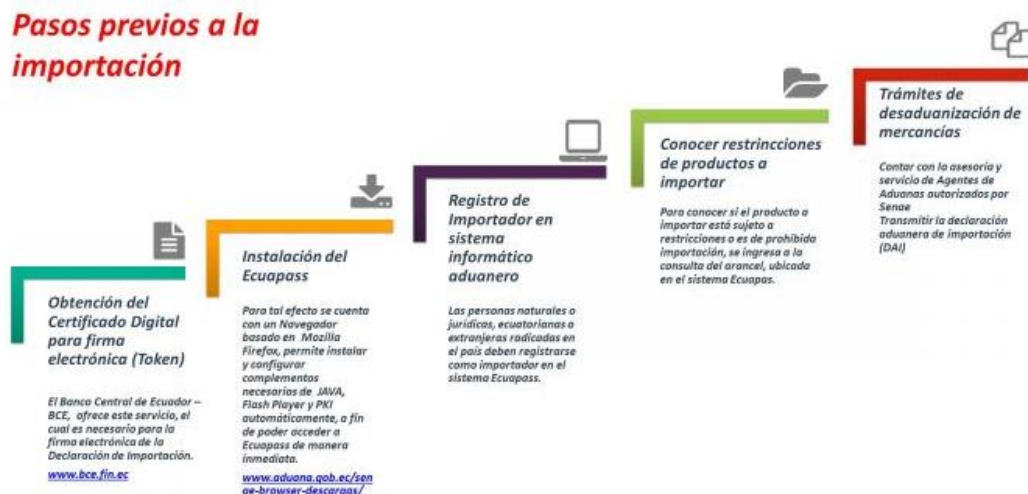 Pasos previos a la
importación
Obtención del
Certificado Digital
para firma
electrónica (Token)
El Banco Central de Ecuador –
BCE, ofrece este servicio, el
cual es necesario para la
firma electrónica de la
Declaración de Importación.
www.bce.fin.ec
Instalación del
Ecuapass
Para tal efecto se cuenta
con un Navegador
basado en Mozilla
Firefox, permite instalar
y configurar
complementos
necesarios de JAVA,
Flash Player y PKI
automáticamente, a fin
de poder acceder a
Ecuapass de manera
inmediata.
www.aduana.gob.ec/sen
ae-browser-descargas/
Registro de
Importador en
sistema
informático
aduanero
Las personas naturales o
jurídicas, ecuatorianas o
extranjeras radicadas en
el país deben registrarse
como importador en el
sistema Ecuapass.
Conocer restricciones
de productos a
importar
Para conocer si el producto a
importar está sujeto a
restricciones o es de prohibida
importación, se ingresa a la
consulta del arancel, ubicada
en el sistema Ecuapas.
Trámites de
desaduanización de
mercancías
Contar con la asesoría y
servicio de Agentes de
Aduanas autorizados por
Senae
Transmitir la declaración
aduanera de importación
(DAI)